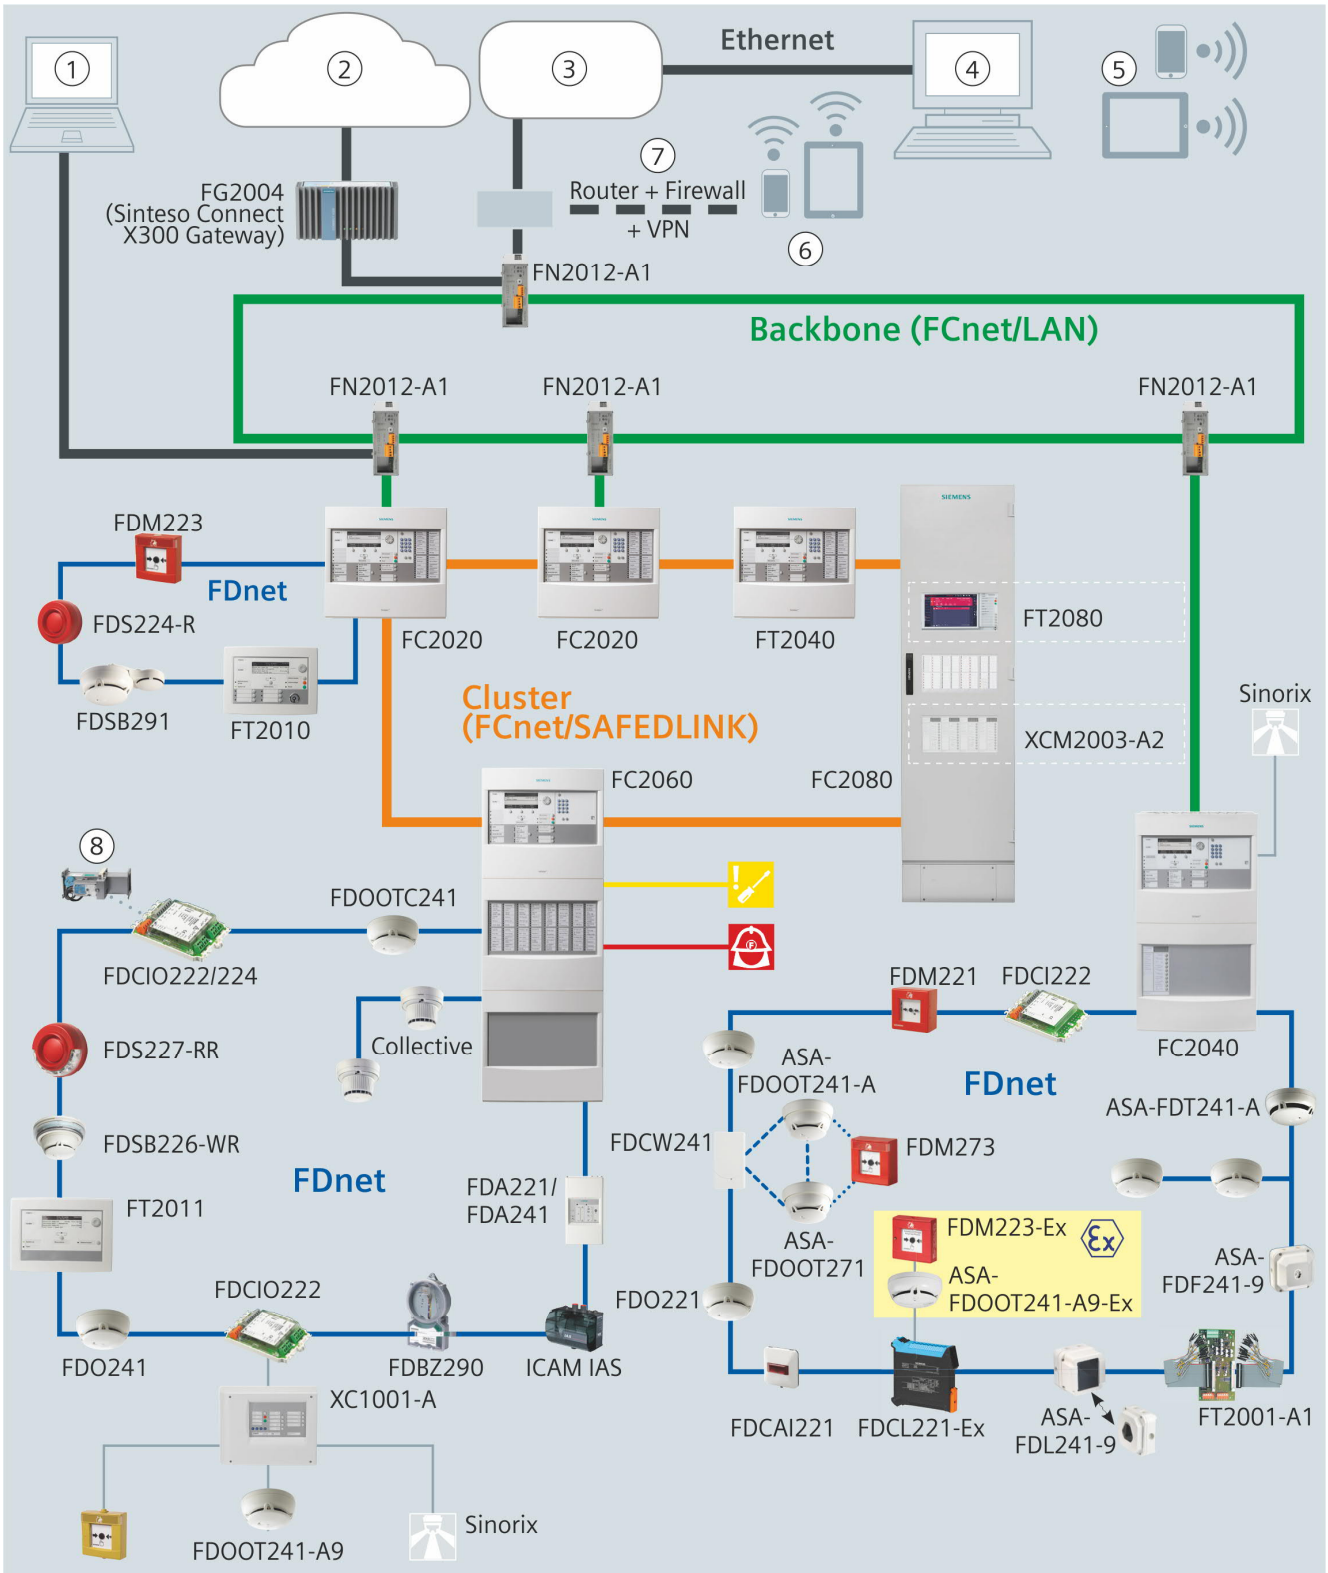 1
2
3
Ethernet
4
5
7
FG2004
(Sinteso Connect
X300 Gateway)
Router + Firewall
+ VPN
6
FN2012-A1
Backbone (FCnet/LAN)
FN2012-A1
FN2012-A1
FN2012-A1
SIEMENS
FDM223
FDnet
FDS224-R
FC2020
FC2020
FT2040
FT2080
FDSB291
FT2010
Cluster
(FCnet/SAFEDLINK)
Sinorix
XCM2003-A2
FC2060
FC2080
8
FDOOTC241
FDCIO222/224
FDM221
FDCI222
FDS227-RR
Collective
FC2040
ASA-
FDOOT241-A
FDnet
ASA-FDT241-A
FDSB226-WR
FDCW241
FDM273
FDnet
FDA221/
FDA241
FT2011
ASA-
FDOOT271
FDM223-Ex
Ex
ASA-
FDOOT241-A9-Ex
ASA-
FDF241-9
FDCIO222
FDO221
FDO241
FDBZ290
ICAM IAS
XC1001-A
FDCAI221
FDCL221-Ex
ASA-
FDL241-9
FT2001-A1
Sinorix
FDOOT241-A9